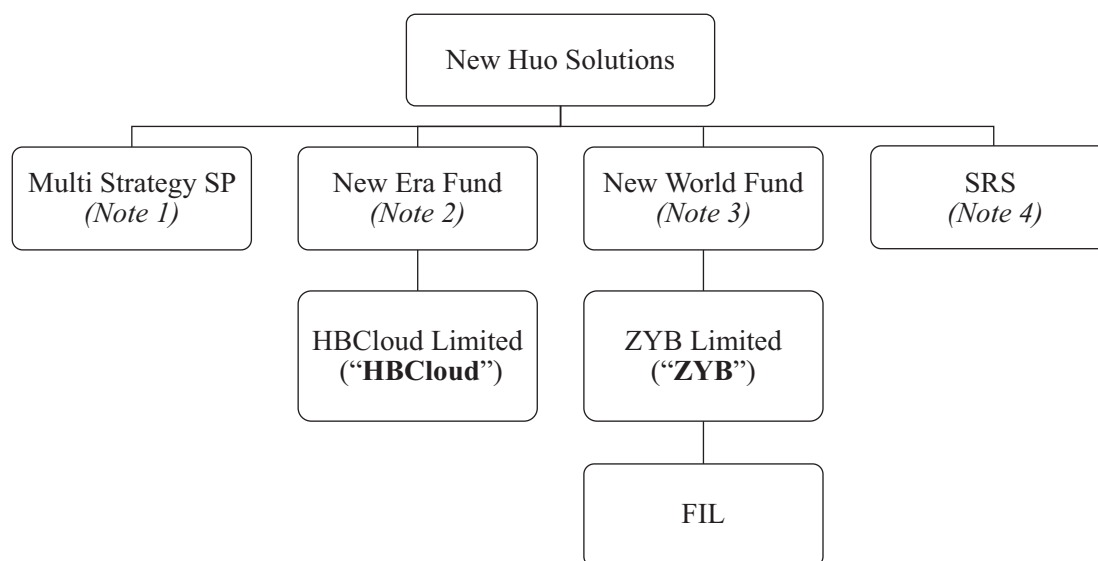 New Huo Solutions
Multi Strategy SP
(Note 1)
New Era Fund
(Note 2)
New World Fund
(Note 3)
SRS
(Note 4)
HBCloud Limited
(“HBCloud”)
ZYB Limited
(“ZYB”)
FIL